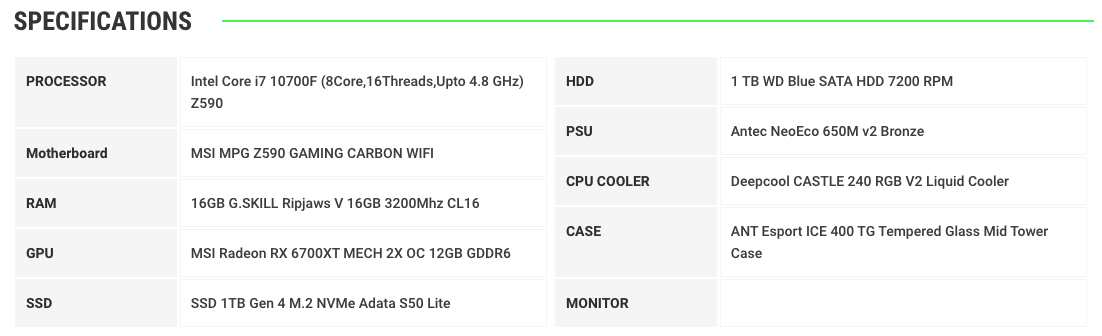 SPECIFICATIONS
PROCESSOR
Intel Core i7 10700F (8Core,16Threads,Upto 4.8 GHz)
Z590
Motherboard
MSI MPG Z590 GAMING CARBON WIFI
RAM
16GB G.SKILL Ripjaws V 16GB 3200Mhz CL16
GPU
MSI Radeon RX 6700XT MECH 2X OC 12GB GDDR6
SSD
SSD 1TB Gen 4 M.2 NVMe Adata S50 Lite
HDD
1 TB WD Blue SATA HDD 7200 RPM
PSU
Antec NeoEco 650M v2 Bronze
CPU COOLER
Deepcool CASTLE 240 RGB V2 Liquid Cooler
CASE
ANT Esport ICE 400 TG Tempered Glass Mid Tower
Case
MONITOR